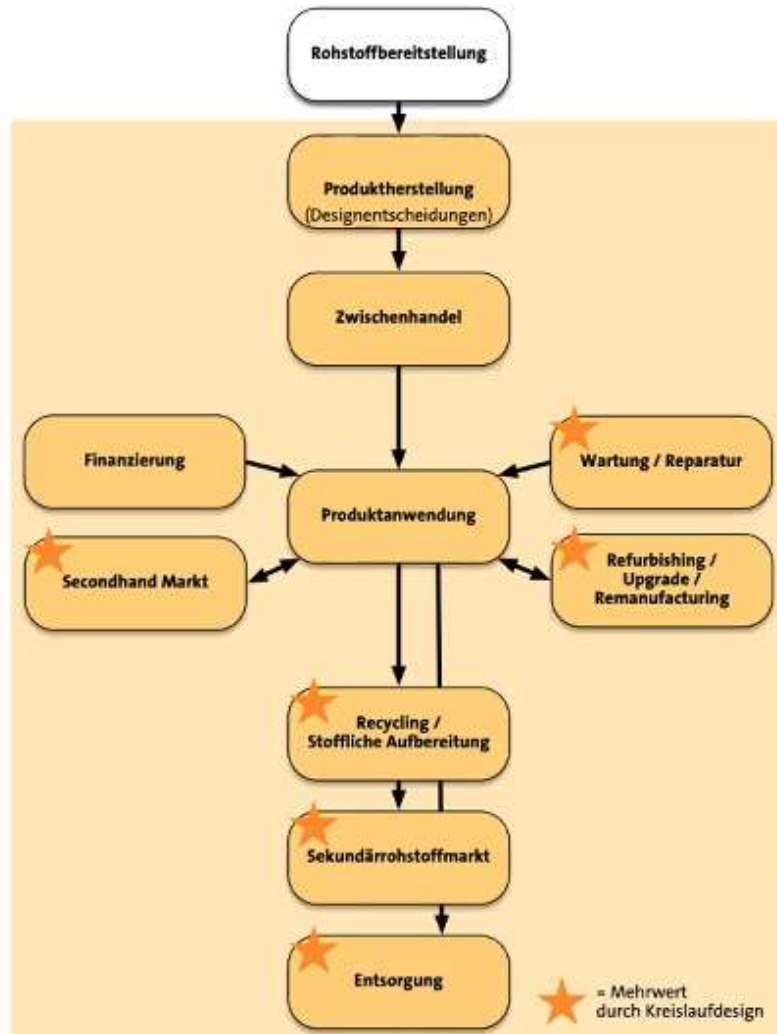 Rohstoffbereitstellung
Produktherstellung
(Designentscheidungen)
Zwischenhandel
Finanzierung
Wartung / Reparatur
Produktanwendung
Secondhand Markt
Refurbishing /
Upgrade /
Remanufacturing
Recycling /
Stoffliche Aufbereitung
Sekundärrohstoffmarkt
Entsorgung
= Mehrwert
durch Kreislaufdesign